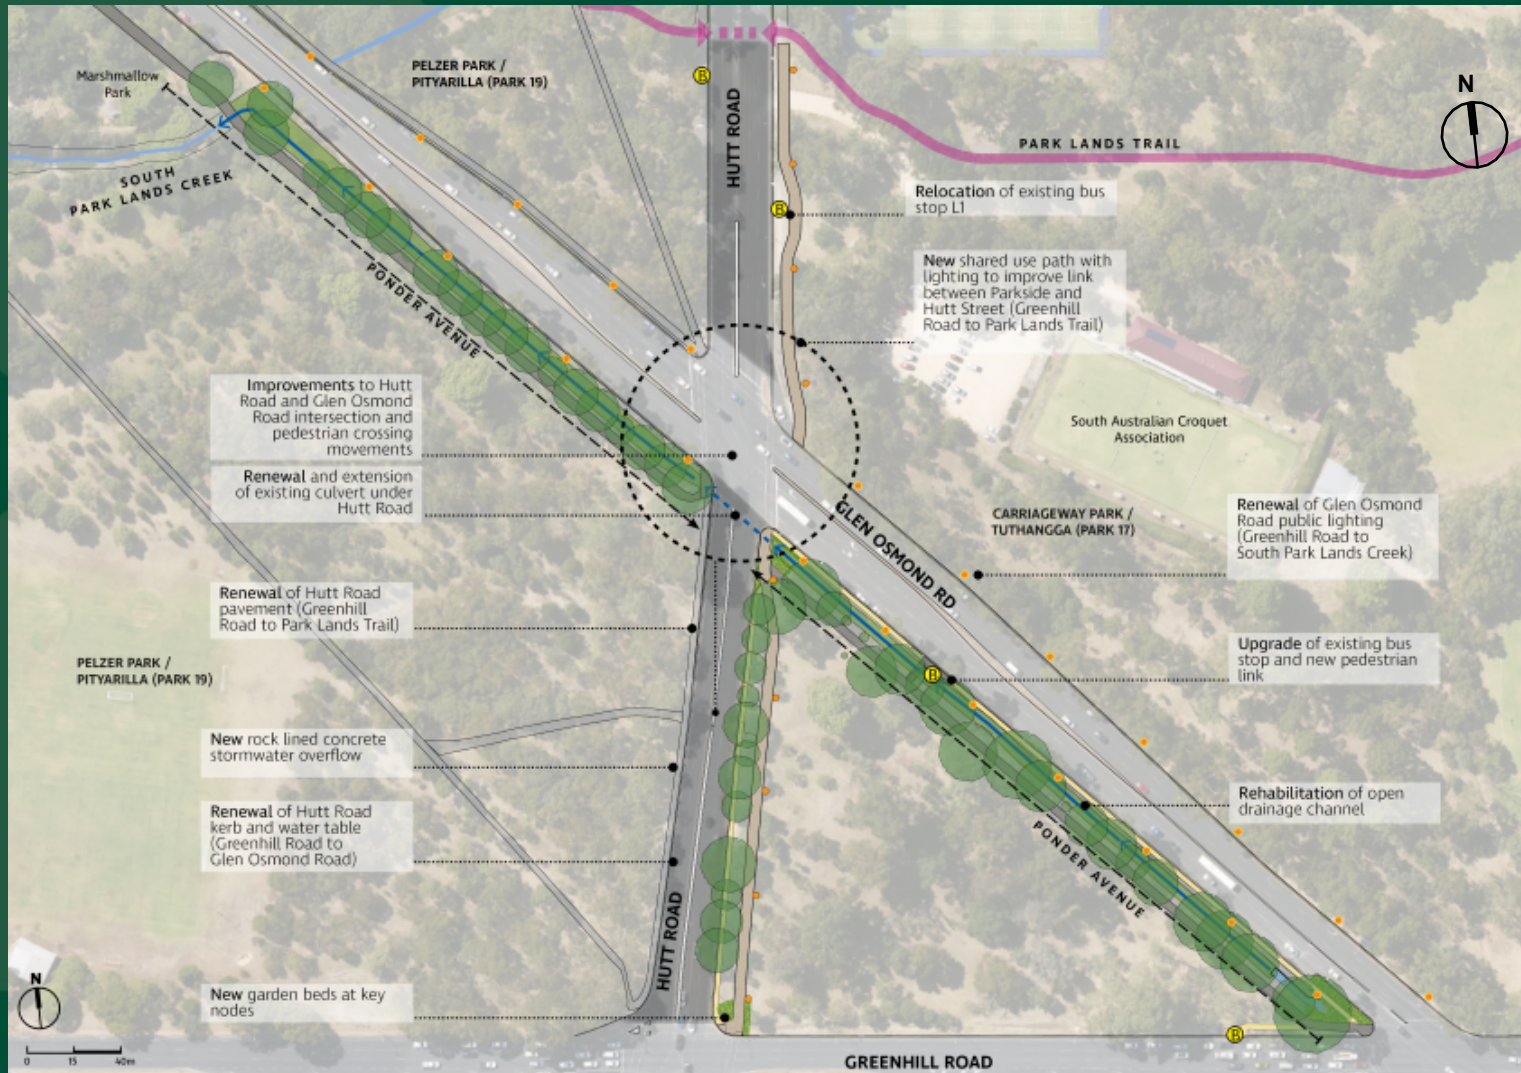 Marshmallow
Park
PELZER PARK /
PITYARILLA (PARK 19)
B
HUTT ROAD
N
PARK LANDS TRAIL
SOUTH
PARK LANDS CREEK
Relocation of existing bus
stop L1
B
New shared use path with
lighting to improve link
between Parkside and
Hutt Street (Greenhill
Road to Park Lands Trail)
PONDER AVENUE
Improvements to Hutt
Road and Glen Osmond
Road intersection and
pedestrian crossing
movements
South Australian Croquet
Association
Renewal and extension
of existing culvert under
Hutt Road
GLEN OSMOND RD
CARRIAGEWAY PARK /
TUTHANGGA (PARK 17)
Renewal of Glen Osmond
Road public lighting
(Greenhill Road to
South Park Lands Creek)
Renewal of Hutt Road
pavement (Greenhill
Road to Park Lands Trail)
PELZER PARK /
PITYARILLA (PARK 19)
B
Upgrade of existing bus
stop and new pedestrian
link
New rock lined concrete
stormwater overflow
Rehabilitation of open
drainage channel
Renewal of Hutt Road
kerb and water table
(Greenhill Road to
Glen Osmond Road)
PONDER AVENUE
HUTT ROAD
New garden beds at key
nodes
N
B
0 15 40m
GREENHILL ROAD